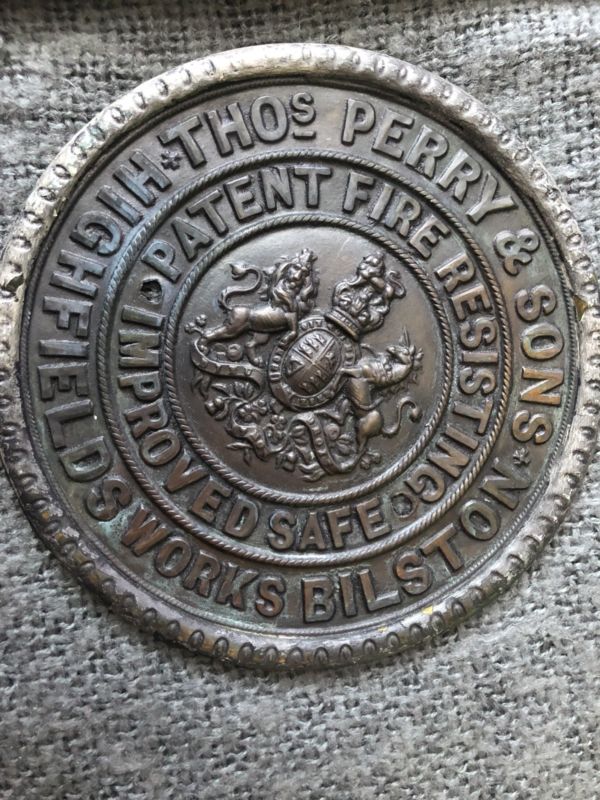 THOS PERRY & SONS
HIGHFIELDS WORKS BILSTON
PATENT FIRE RESISTING
IMPROVED SAFE